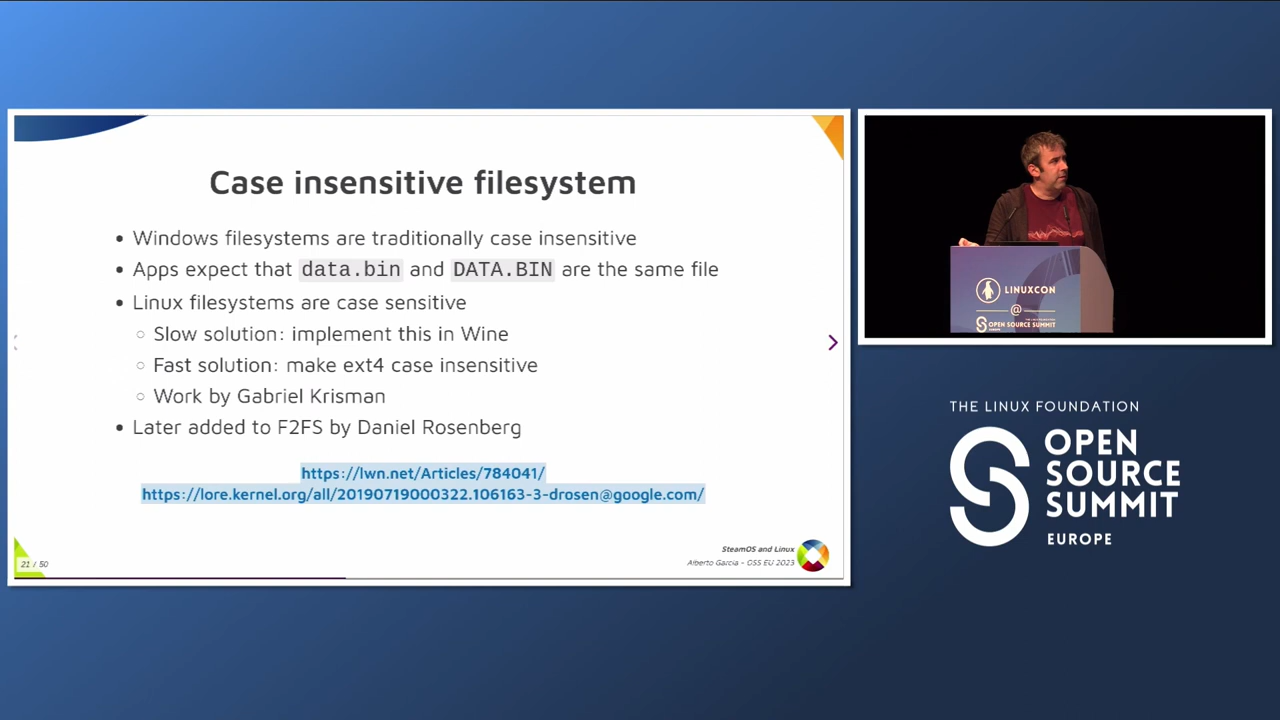 Case insensitive filesystem
• Windows filesystems are traditionally case insensitive
• Apps expect that data.bin and DATA.BIN are the same file
• Linux filesystems are case sensitive
○ Slow solution: implement this in Wine
○ Fast solution: make ext4 case insensitive
○ Work by Gabriel Krisman
• Later added to F2FS by Daniel Rosenberg
https://lwn.net/Articles/784041/
https://lore.kernel.org/all/20190719000322.106163-3-drosen@google.com/
21 / 50
SteamOS and Linux
Alberto Garcia - OSS EU 2023
LINUXCON
@
THE LINUX FOUNDATION
OPEN SOURCE SUMMIT
EUROPE
THE LINUX FOUNDATION
OPEN
SOURCE
SUMMIT
EUROPE